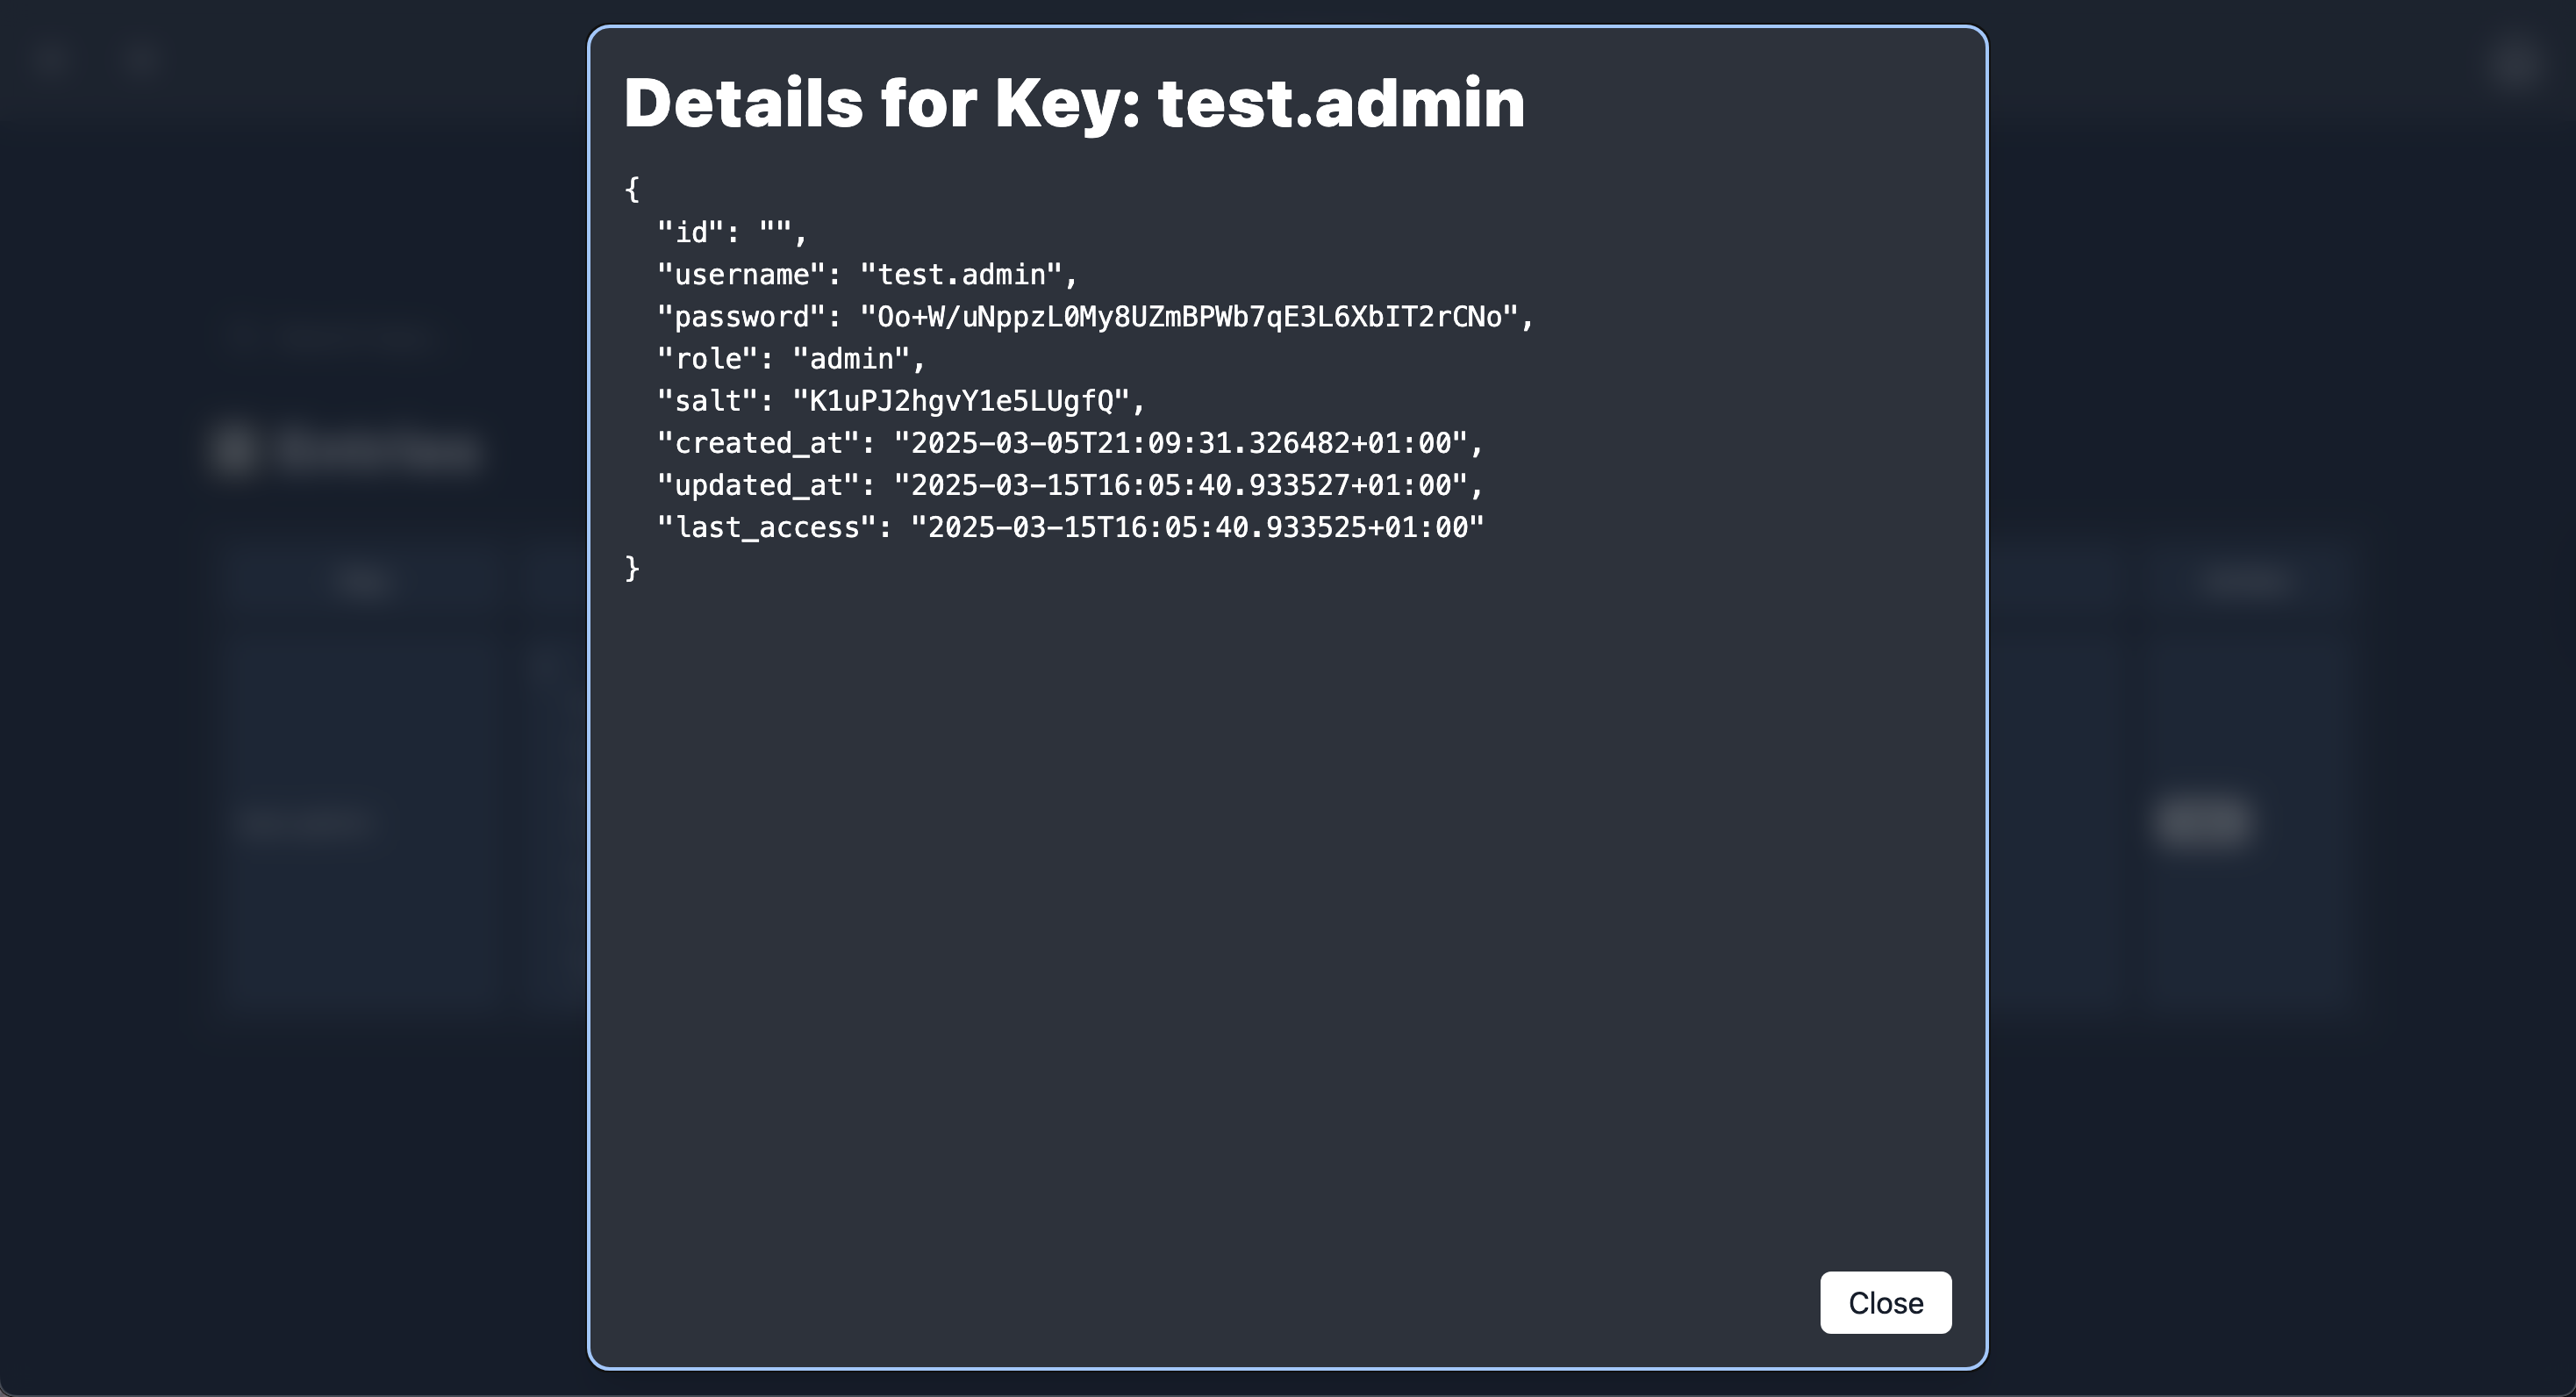 Details for Key: test.admin
{
  "id": "",
  "username": "test.admin",
  "password": "Oo+W/uNppzL0My8UZmBPWb7qE3L6XbIT2rCNo",
  "role": "admin",
  "salt": "K1uPJ2hgvY1e5LUgfQ",
  "created_at": "2025-03-05T21:09:31.326482+01:00",
  "updated_at": "2025-03-15T16:05:40.933527+01:00",
  "last_access": "2025-03-15T16:05:40.933525+01:00"
}
Close